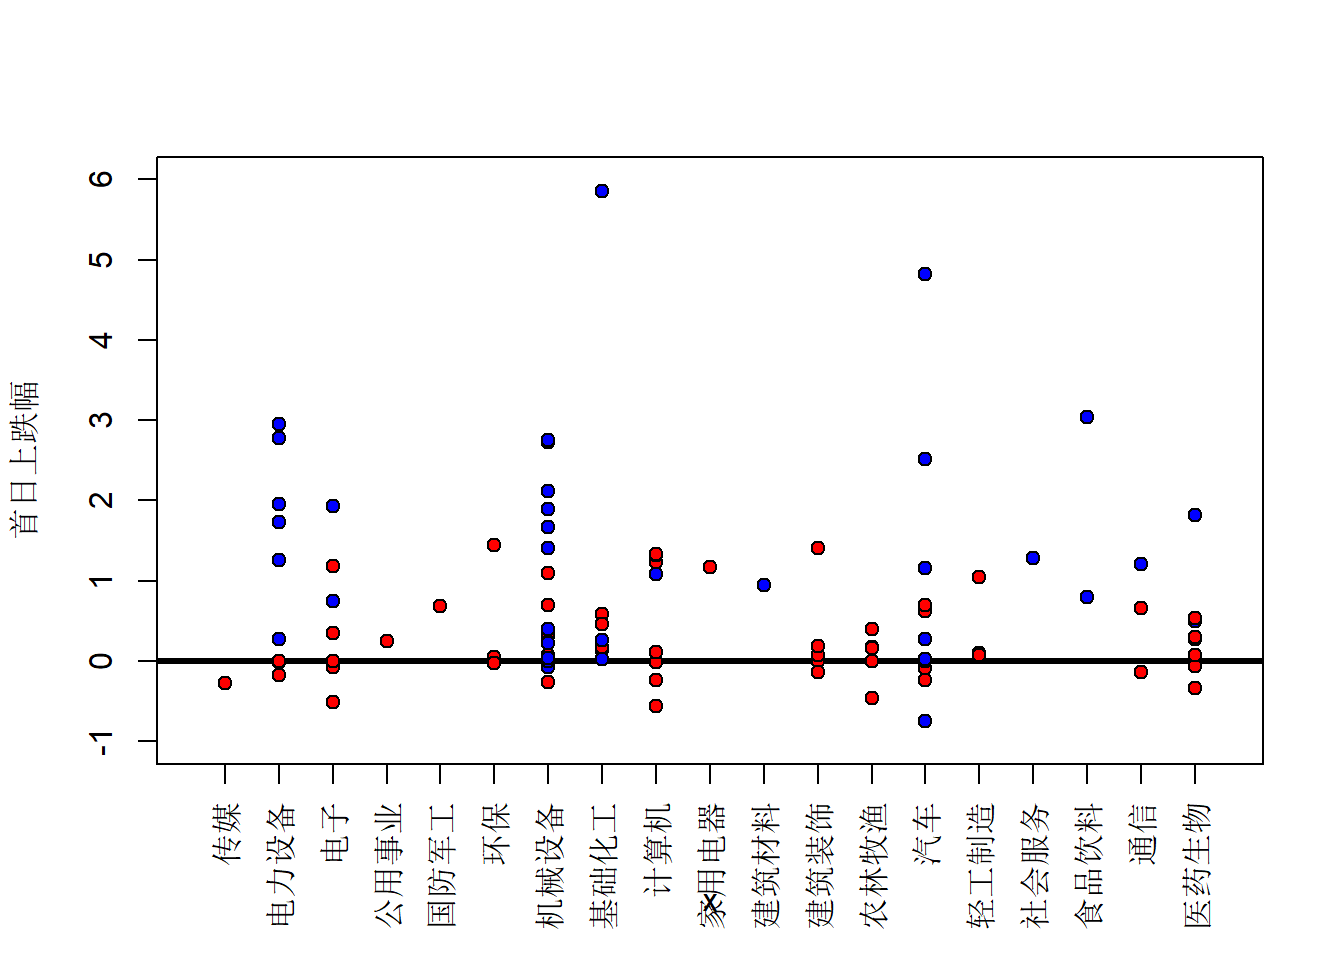 首日上跌幅
6
5
4
3
2
1
0
-1
传媒
电力设备
电子
公用事业
国防军工
环保
机械设备
基础化工
计算机
家用电器
建筑材料
建筑装饰
农林牧渔
汽车
轻工制造
社会服务
食品饮料
通信
医药生物
x